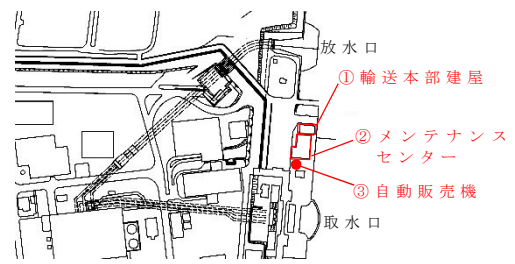 放水口
①輸送本部建屋
②メンテナンス
センター
③自動販売機
取水口